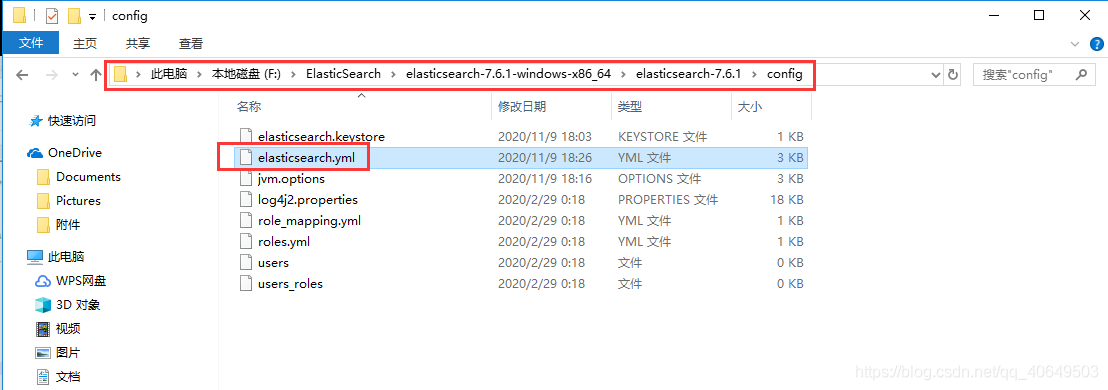 config
文件 主页 共享 查看
此电脑 本地磁盘 (F:) ElasticSearch elasticsearch-7.6.1-windows-x86_64 elasticsearch-7.6.1 config 搜索"config"
名称 修改日期 类型 大小
快速访问
OneDrive
Documents
Pictures
附件
此电脑
WPS网盘
3D 对象
视频
图片
文档
elasticsearch.keystore 2020/11/9 18:03 KEYSTORE 文件 1 KB
elasticsearch.yml 2020/11/9 18:26 YML 文件 3 KB
jvm.options 2020/11/9 18:16 OPTIONS 文件 3 KB
log4j2.properties 2020/2/29 0:18 PROPERTIES 文件 18 KB
role_mapping.yml 2020/2/29 0:18 YML 文件 1 KB
roles.yml 2020/2/29 0:18 YML 文件 1 KB
users 2020/2/29 0:18 文件 0 KB
users_roles 2020/2/29 0:18 文件 0 KB
https://blog.csdn.net/qq_40649503